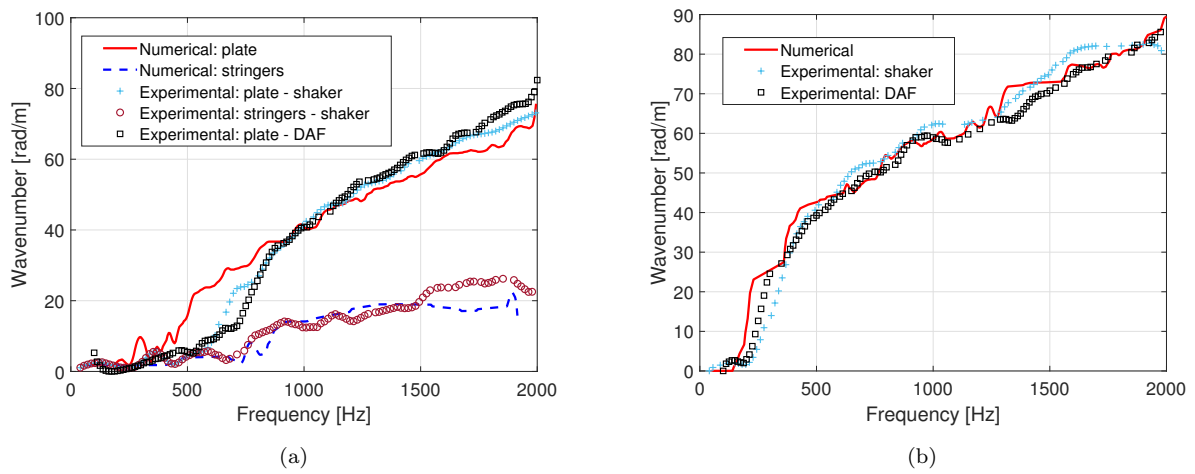 100
80
60
40
20
0
Wavenumber [rad/m]
Numerical: plate
Numerical: stringers
Experimental: plate - shaker
Experimental: stringers - shaker
Experimental: plate - DAF
0 500 1000 1500 2000
Frequency [Hz]
(a)
90
80
70
60
50
40
30
20
10
0
Wavenumber [rad/m]
Numerical
Experimental: shaker
Experimental: DAF
0 500 1000 1500 2000
Frequency [Hz]
(b)